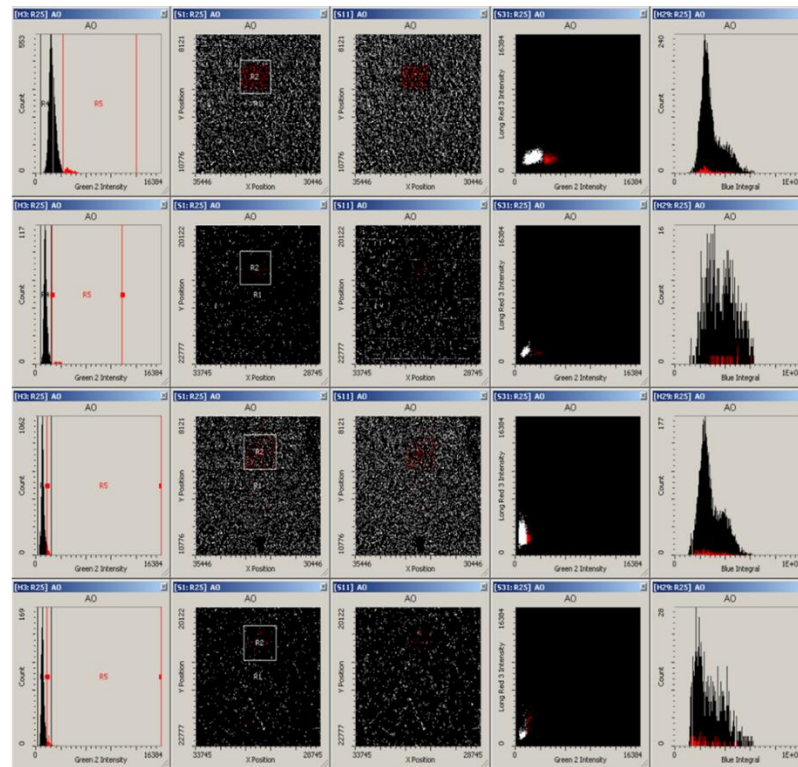 [H3: R25] AO
AO
553
Count
0
R4
R5
0
Green 2 Intensity
16384
[S1: R25] AO
AO
8121
Y Position
10776
R2
R1
35446
X Position
30446
[S11] AO
AO
8121
Y Position
10776
35446
X Position
30446
[S31: R25] AO
AO
16384
Long Red 3 Intensity
0
0
Green 2 Intensity
16384
[H29: R25] AO
AO
240
Count
0
0
Blue Integral
1E+0
[H3: R25] AO
AO
117
Count
0
R5
0
Green 2 Intensity
16384
[S1: R25] AO
AO
20122
Y Position
22777
R2
R1
33745
X Position
28745
[S11] AO
AO
20122
Y Position
22777
33745
X Position
28745
[S31: R25] AO
AO
16384
Long Red 3 Intensity
0
0
Green 2 Intensity
16384
[H29: R25] AO
AO
16
Count
0
0
Blue Integral
1E+0
[H3: R25] AO
AO
1062
Count
0
R5
0
Green 2 Intensity
16384
[S1: R25] AO
AO
8121
Y Position
10776
R2
R1
35446
X Position
30446
[S11] AO
AO
8121
Y Position
10776
35446
X Position
30446
[S31: R25] AO
AO
16384
Long Red 3 Intensity
0
0
Green 2 Intensity
16384
[H29: R25] AO
AO
177
Count
0
0
Blue Integral
1E+0
[H3: R25] AO
AO
169
Count
0
R5
0
Green 2 Intensity
16384
[S1: R25] AO
AO
20122
Y Position
22777
R2
R1
33745
X Position
28745
[S11] AO
AO
20122
Y Position
22777
33745
X Position
28745
[S31: R25] AO
AO
16384
Long Red 3 Intensity
0
0
Green 2 Intensity
16384
[H29: R25] AO
AO
28
Count
0
0
Blue Integral
1E+0